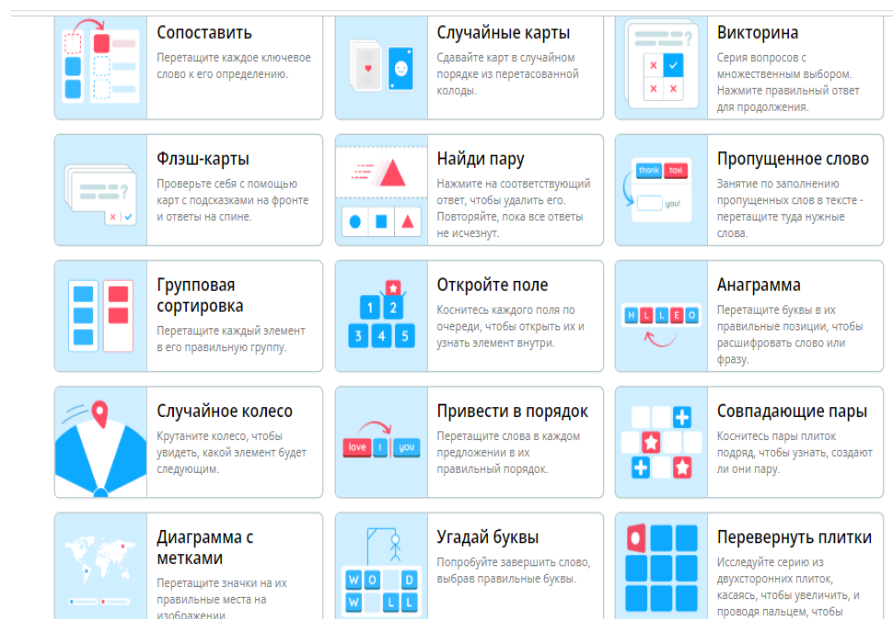 Сопоставить
Перетащите каждое ключевое
слово к его определению.
Случайные карты
Сдавайте карт в случайном
порядке из перетасованной
колоды.
?
Викторина
Серия вопросов с
множественным выбором.
Нажмите правильный ответ
для продолжения.
?
Флэш-карты
Проверьте себя с помощью
карт с подсказками на фронте
и ответы на спине.
Найди пару
Нажмите на соответствующий
ответ, чтобы удалить его.
Повторяйте, пока все ответы
не исчезнут.
thank taxi
you!
Пропущенное слово
Занятие по заполнению
пропущенных слов в тексте -
перетащите туда нужные
слова.
Групповая
сортировка
Перетащите каждый элемент
в его правильную группу.
1 2
3 4 5
Откройте поле
Коснитесь каждого поля по
очереди, чтобы открыть их и
узнать элемент внутри.
H L L E O
Анаграмма
Перетащите буквы в их
правильные позиции, чтобы
расшифровать слово или
фразу.
Случайное колесо
Крутаните колесо, чтобы
увидеть, какой элемент будет
следующим.
love I you
Привести в порядок
Перетащите слова в каждом
предложении в их
правильный порядок.
Совпадающие пары
Коснитесь пары плиток
подряд, чтобы узнать, создают
ли они пару.
Диаграмма с
метками
Перетащите значки на их
правильные места на
изображении.
W O D
W L L
Угадай буквы
Попробуйте завершить слово,
выбрав правильные буквы.
Перевернуть плитки
Исследуйте серию из
двухсторонних плиток,
касаясь, чтобы увеличить, и
проводя пальцем, чтобы